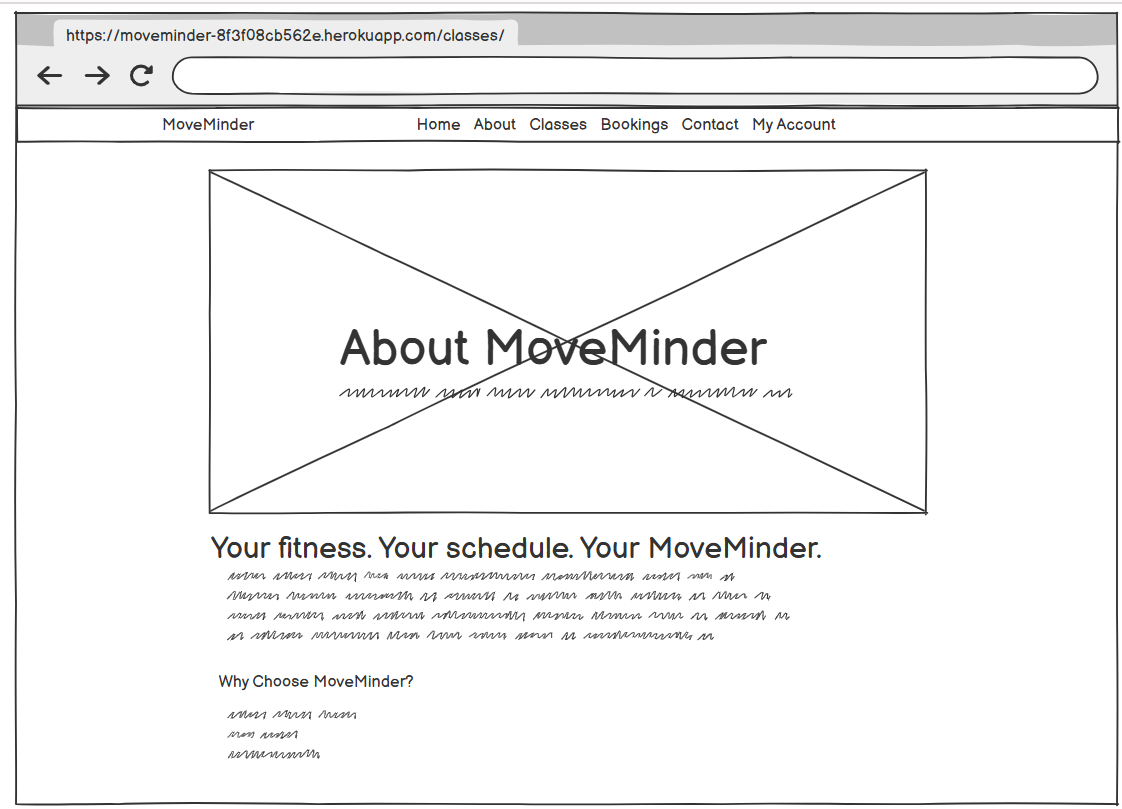 https://moveminder-8f3f08cb562e.herokuapp.com/classes/
MoveMinder Home About Classes Bookings Contact My Account
About MoveMinder
Your fitness. Your schedule. Your MoveMinder.
Why Choose MoveMinder?